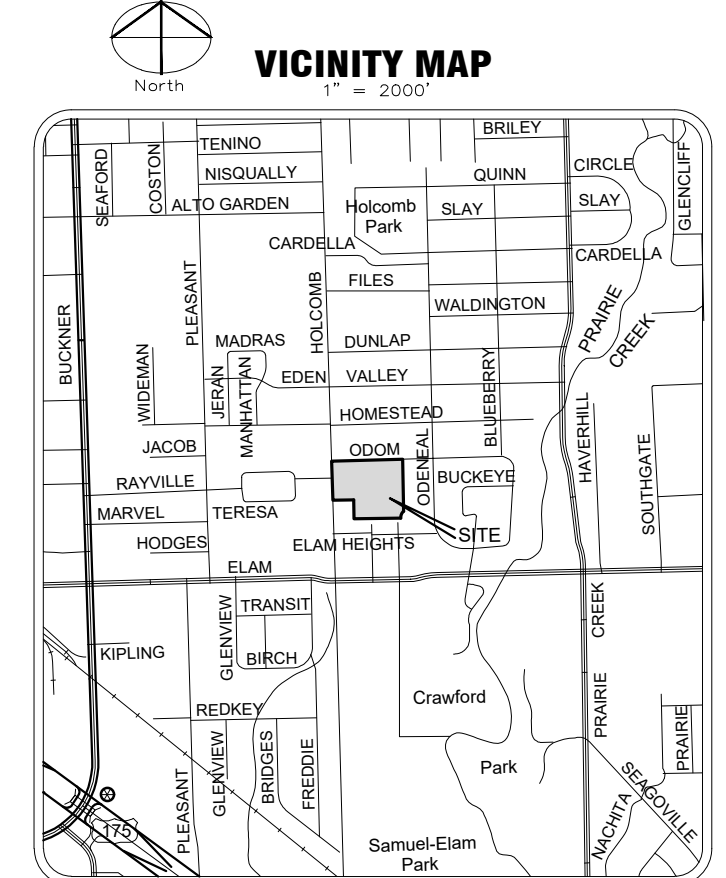 North
VICINITY MAP
1" = 2000'
BRILEY
TENINO
SEAFORD
COSTON
NISQUALLY
QUINN
CIRCLE
GLENCLIFF
ALTO GARDEN
Holcomb
Park
SLAY
SLAY
CARDELLA
CARDELLA
FILES
PLEASANT
HOLCOMB
WALDINGTON
PRAIRIE
CREEK
BUCKNER
MADRAS
DUNLAP
WIDEMAN
JERAN
MANHATTAN
EDEN VALLEY
BLUEBERRY
HOMESTEAD
HAVERHILL
JACOB
ODOM
ODENEAL
SOUTHGATE
RAYVILLE
BUCKEYE
MARVEL
TERESA
HODGES
ELAM HEIGHTS
SITE
ELAM
GLENVIEW
TRANSIT
CREEK
KIPLING
BIRCH
Crawford
PRAIRIE
REDKEY
PRAIRIE
GLENVIEW
BRIDGES
FREDDIE
Park
SEAGOVILLE
PLEASANT
NACHITA
175
Samuel-Elam
Park